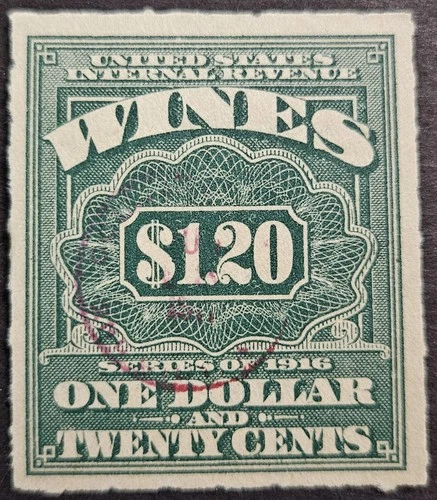 UNITED STATES
INTERNAL REVENUE
WINES
$1.20
SERIES OF 1916
ONE DOLLAR
AND
TWENTY CENTS